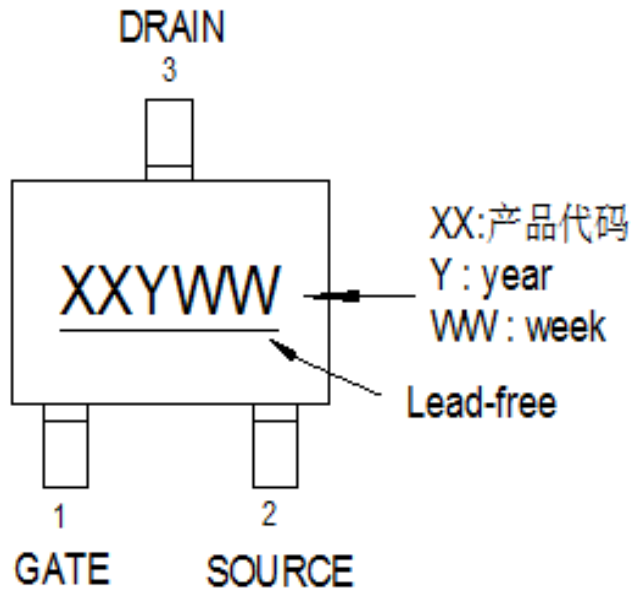 DRAIN
3
XXYWW
XX:产品代码
Y : year
WW : week
Lead-free
1
2
GATE
SOURCE